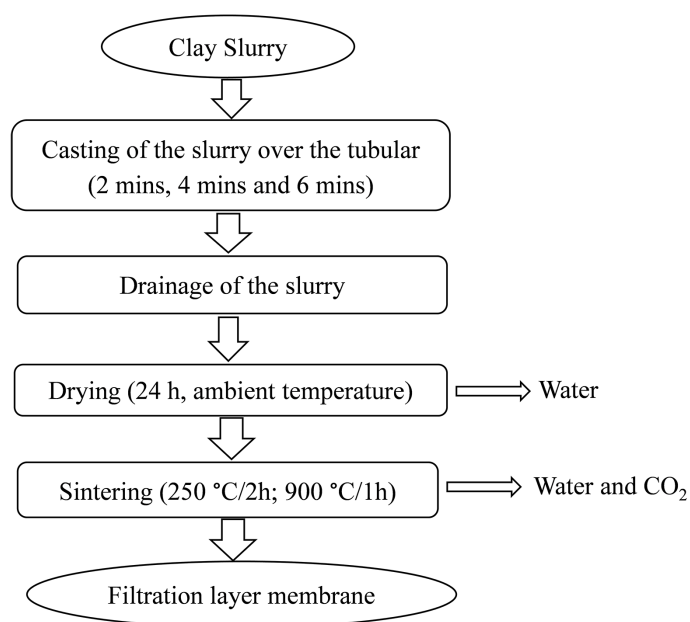 Clay Slurry
Casting of the slurry over the tubular
(2 mins, 4 mins and 6 mins)
Drainage of the slurry
Drying (24 h, ambient temperature)
Water
Sintering (250 °C/2h; 900 °C/1h)
Water and CO₂
Filtration layer membrane